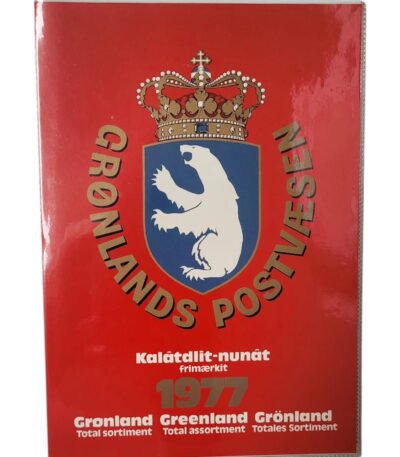 GRØNLANDS POSTVÆSEN
Kalâtdlit-nunât
frimærkit
1977
Grønland Greenland Grönland
Total sortiment Total assortment Totales Sortiment